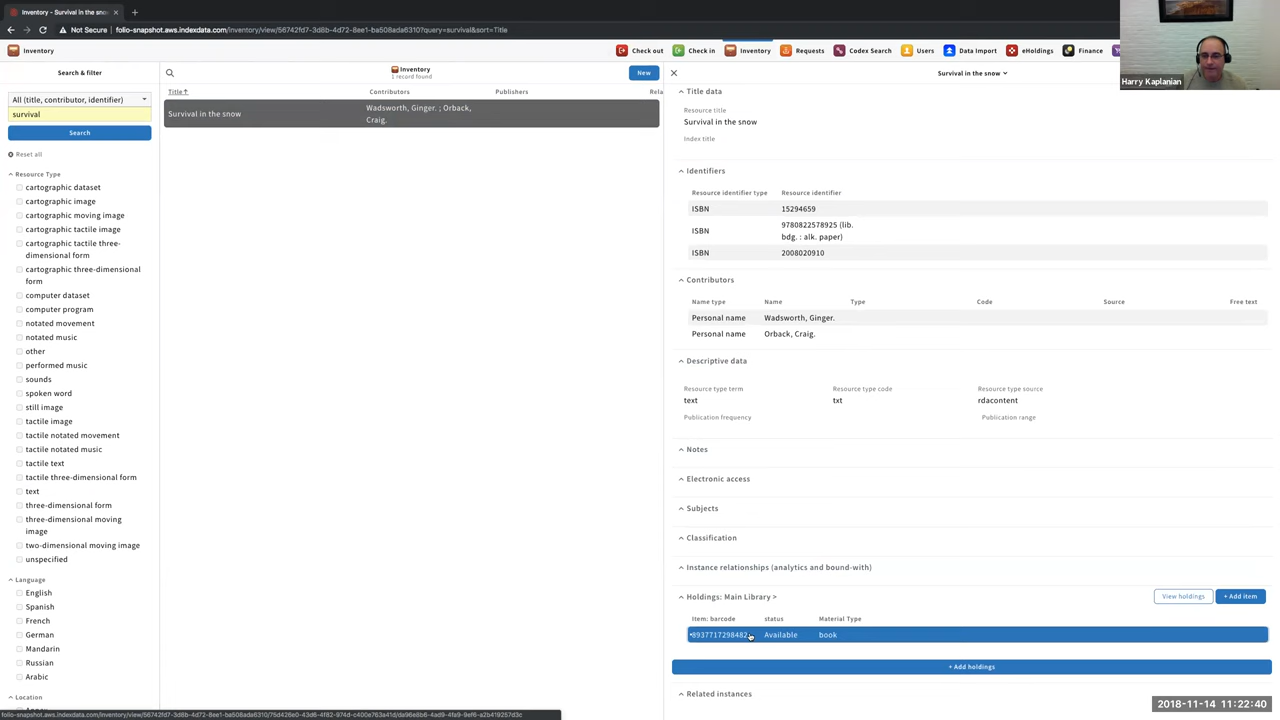 Inventory - Survival in the snow
Not Secure | folio-snapshot.aws.indexdata.com/inventory/view/56742fd7-3d6b-4d72-8ee1-ba508ada6310?query=survival&sort=Title
Inventory
Check out
Check in
Inventory
Requests
Codex Search
Users
Data Import
eHoldings
Finance
Harry Kaplanian
Search & filter
Inventory
1 record found
New
Survival in the snow
All (title, contributor, identifier)
survival
Search
Reset all
Resource Type
cartographic dataset
cartographic image
cartographic moving image
cartographic tactile image
cartographic tactile three-
dimensional form
cartographic three-dimensional
form
computer dataset
computer program
notated movement
notated music
other
performed music
sounds
spoken word
still image
tactile image
tactile notated movement
tactile notated music
tactile text
tactile three-dimensional form
text
three-dimensional form
three-dimensional moving
image
two-dimensional moving image
unspecified
Language
English
Spanish
French
German
Mandarin
Russian
Arabic
Location
Title
Contributors
Publishers
Rela
Survival in the snow
Wadsworth, Ginger. ; Orback,
Craig.
Title data
Resource title
Survival in the snow
Index title
Identifiers
Resource identifier type
Resource identifier
ISBN
15294659
ISBN
9780822578925 (lib.
bdg. : alk. paper)
ISBN
2008020910
Contributors
Name type
Name
Type
Code
Source
Free text
Personal name
Wadsworth, Ginger.
Personal name
Orback, Craig.
Descriptive data
Resource type term
Resource type code
Resource type source
text
txt
rdacontent
Publication frequency
Publication range
Notes
Electronic access
Subjects
Classification
Instance relationships (analytics and bound-with)
Holdings: Main Library >
View holdings
+ Add item
Item: barcode
status
Material Type
8937717298482
Available
book
+ Add holdings
Related instances
2018-11-14 11:22:40